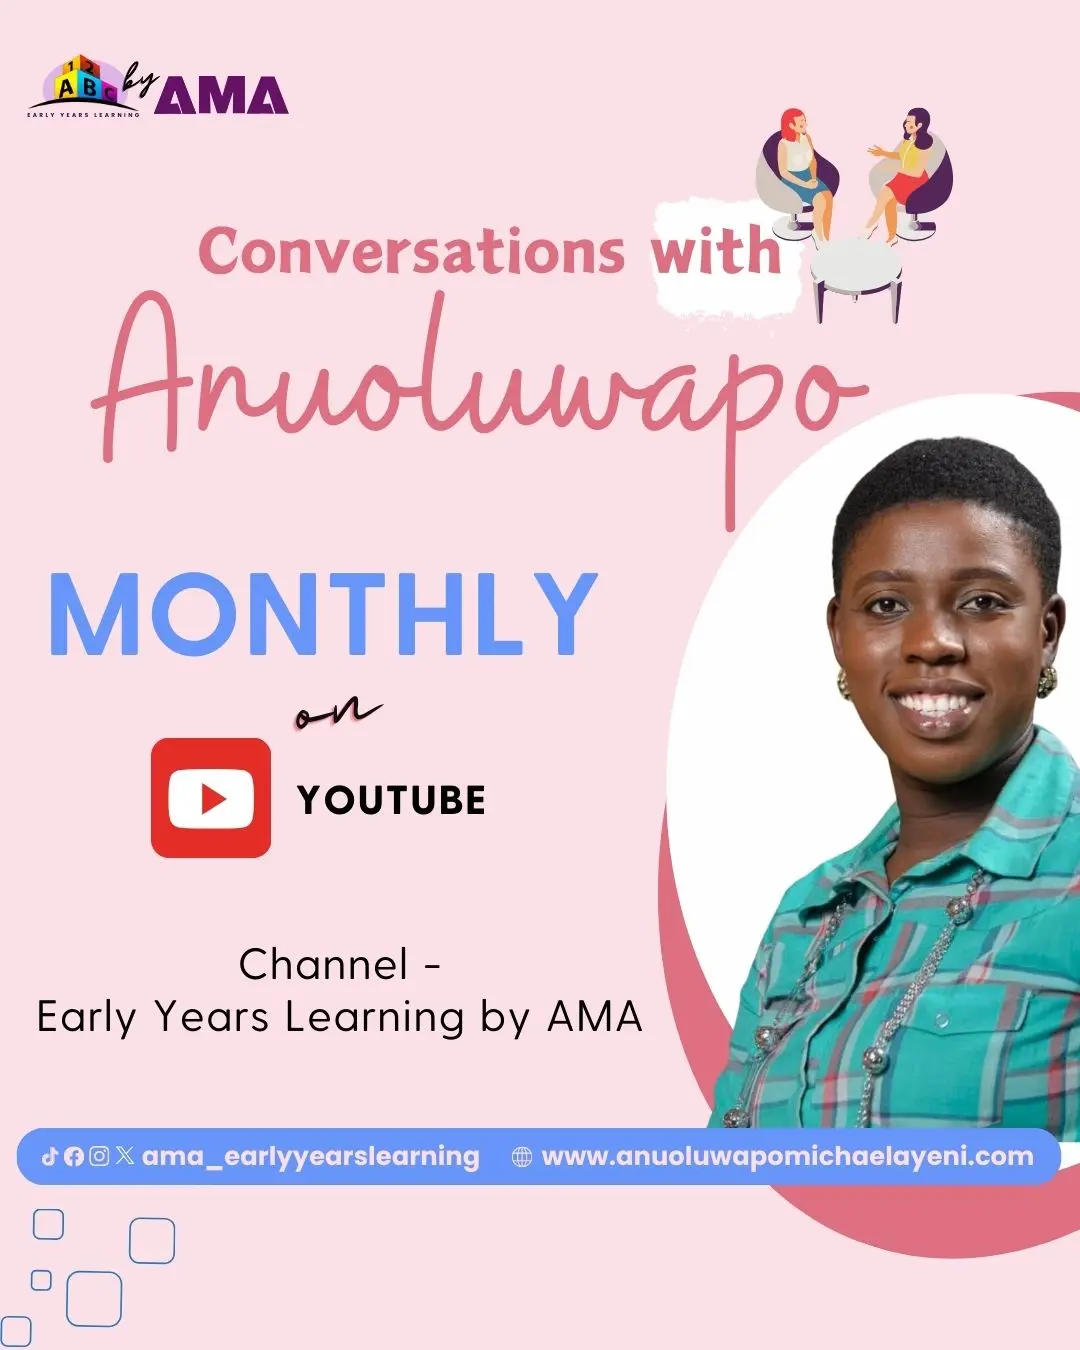 12
ABC
by AMA
EARLY YEARS LEARNING
Conversations with
Anuoluwapo
MONTHLY
on
YOUTUBE
Channel -
Early Years Learning by AMA
ama_earlyyearslearning www.anuoluwapomichaelayeni.com